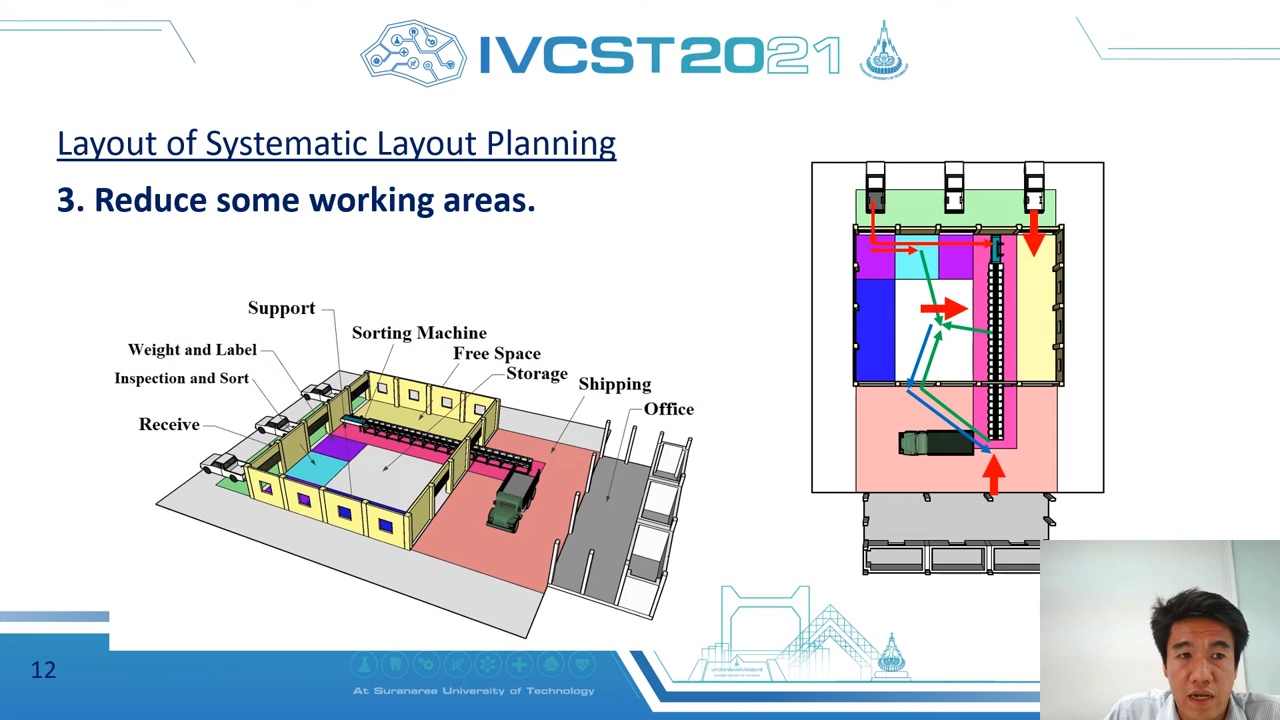 IVCST2021
Layout of Systematic Layout Planning
3. Reduce some working areas.
Support
Sorting Machine
Weight and Label
Free Space
Inspection and Sort
Storage
Shipping
Receive
Office
12
At Suranaree University of Technology